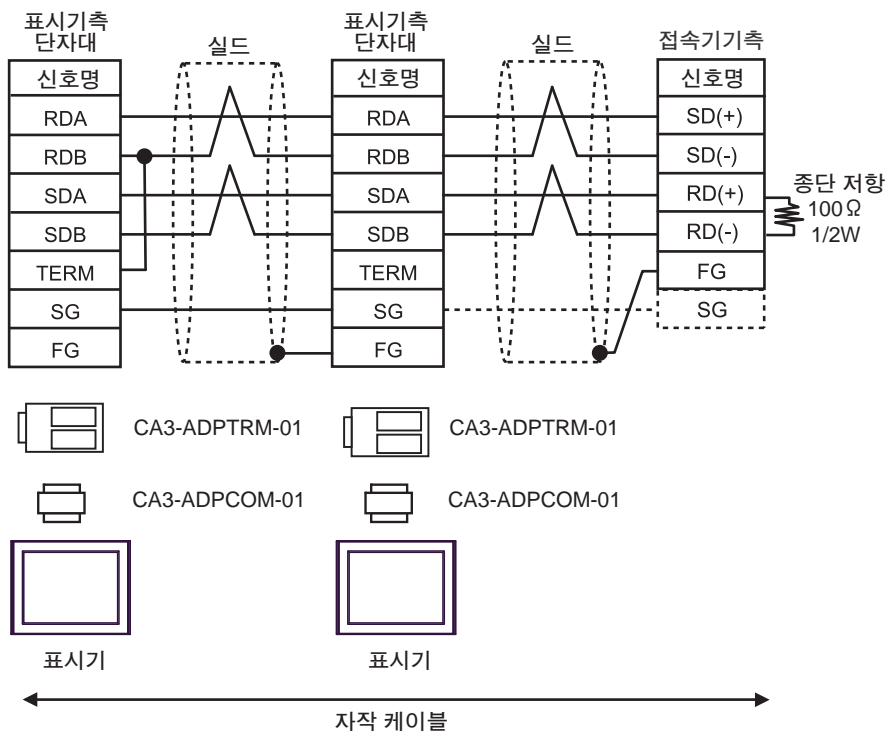 표시기측
단자대
실드
표시기측
단자대
실드
접속기기측
신호명
신호명
신호명
RDA
RDA
SD(+)
RDB
RDB
SD(-)
SDA
SDA
RD(+)
종단 저항
100Ω
1/2W
SDB
SDB
RD(-)
TERM
TERM
FG
SG
SG
SG
FG
FG
CA3-ADPTRM-01
CA3-ADPTRM-01
CA3-ADPCOM-01
CA3-ADPCOM-01
표시기
표시기
자작 케이블